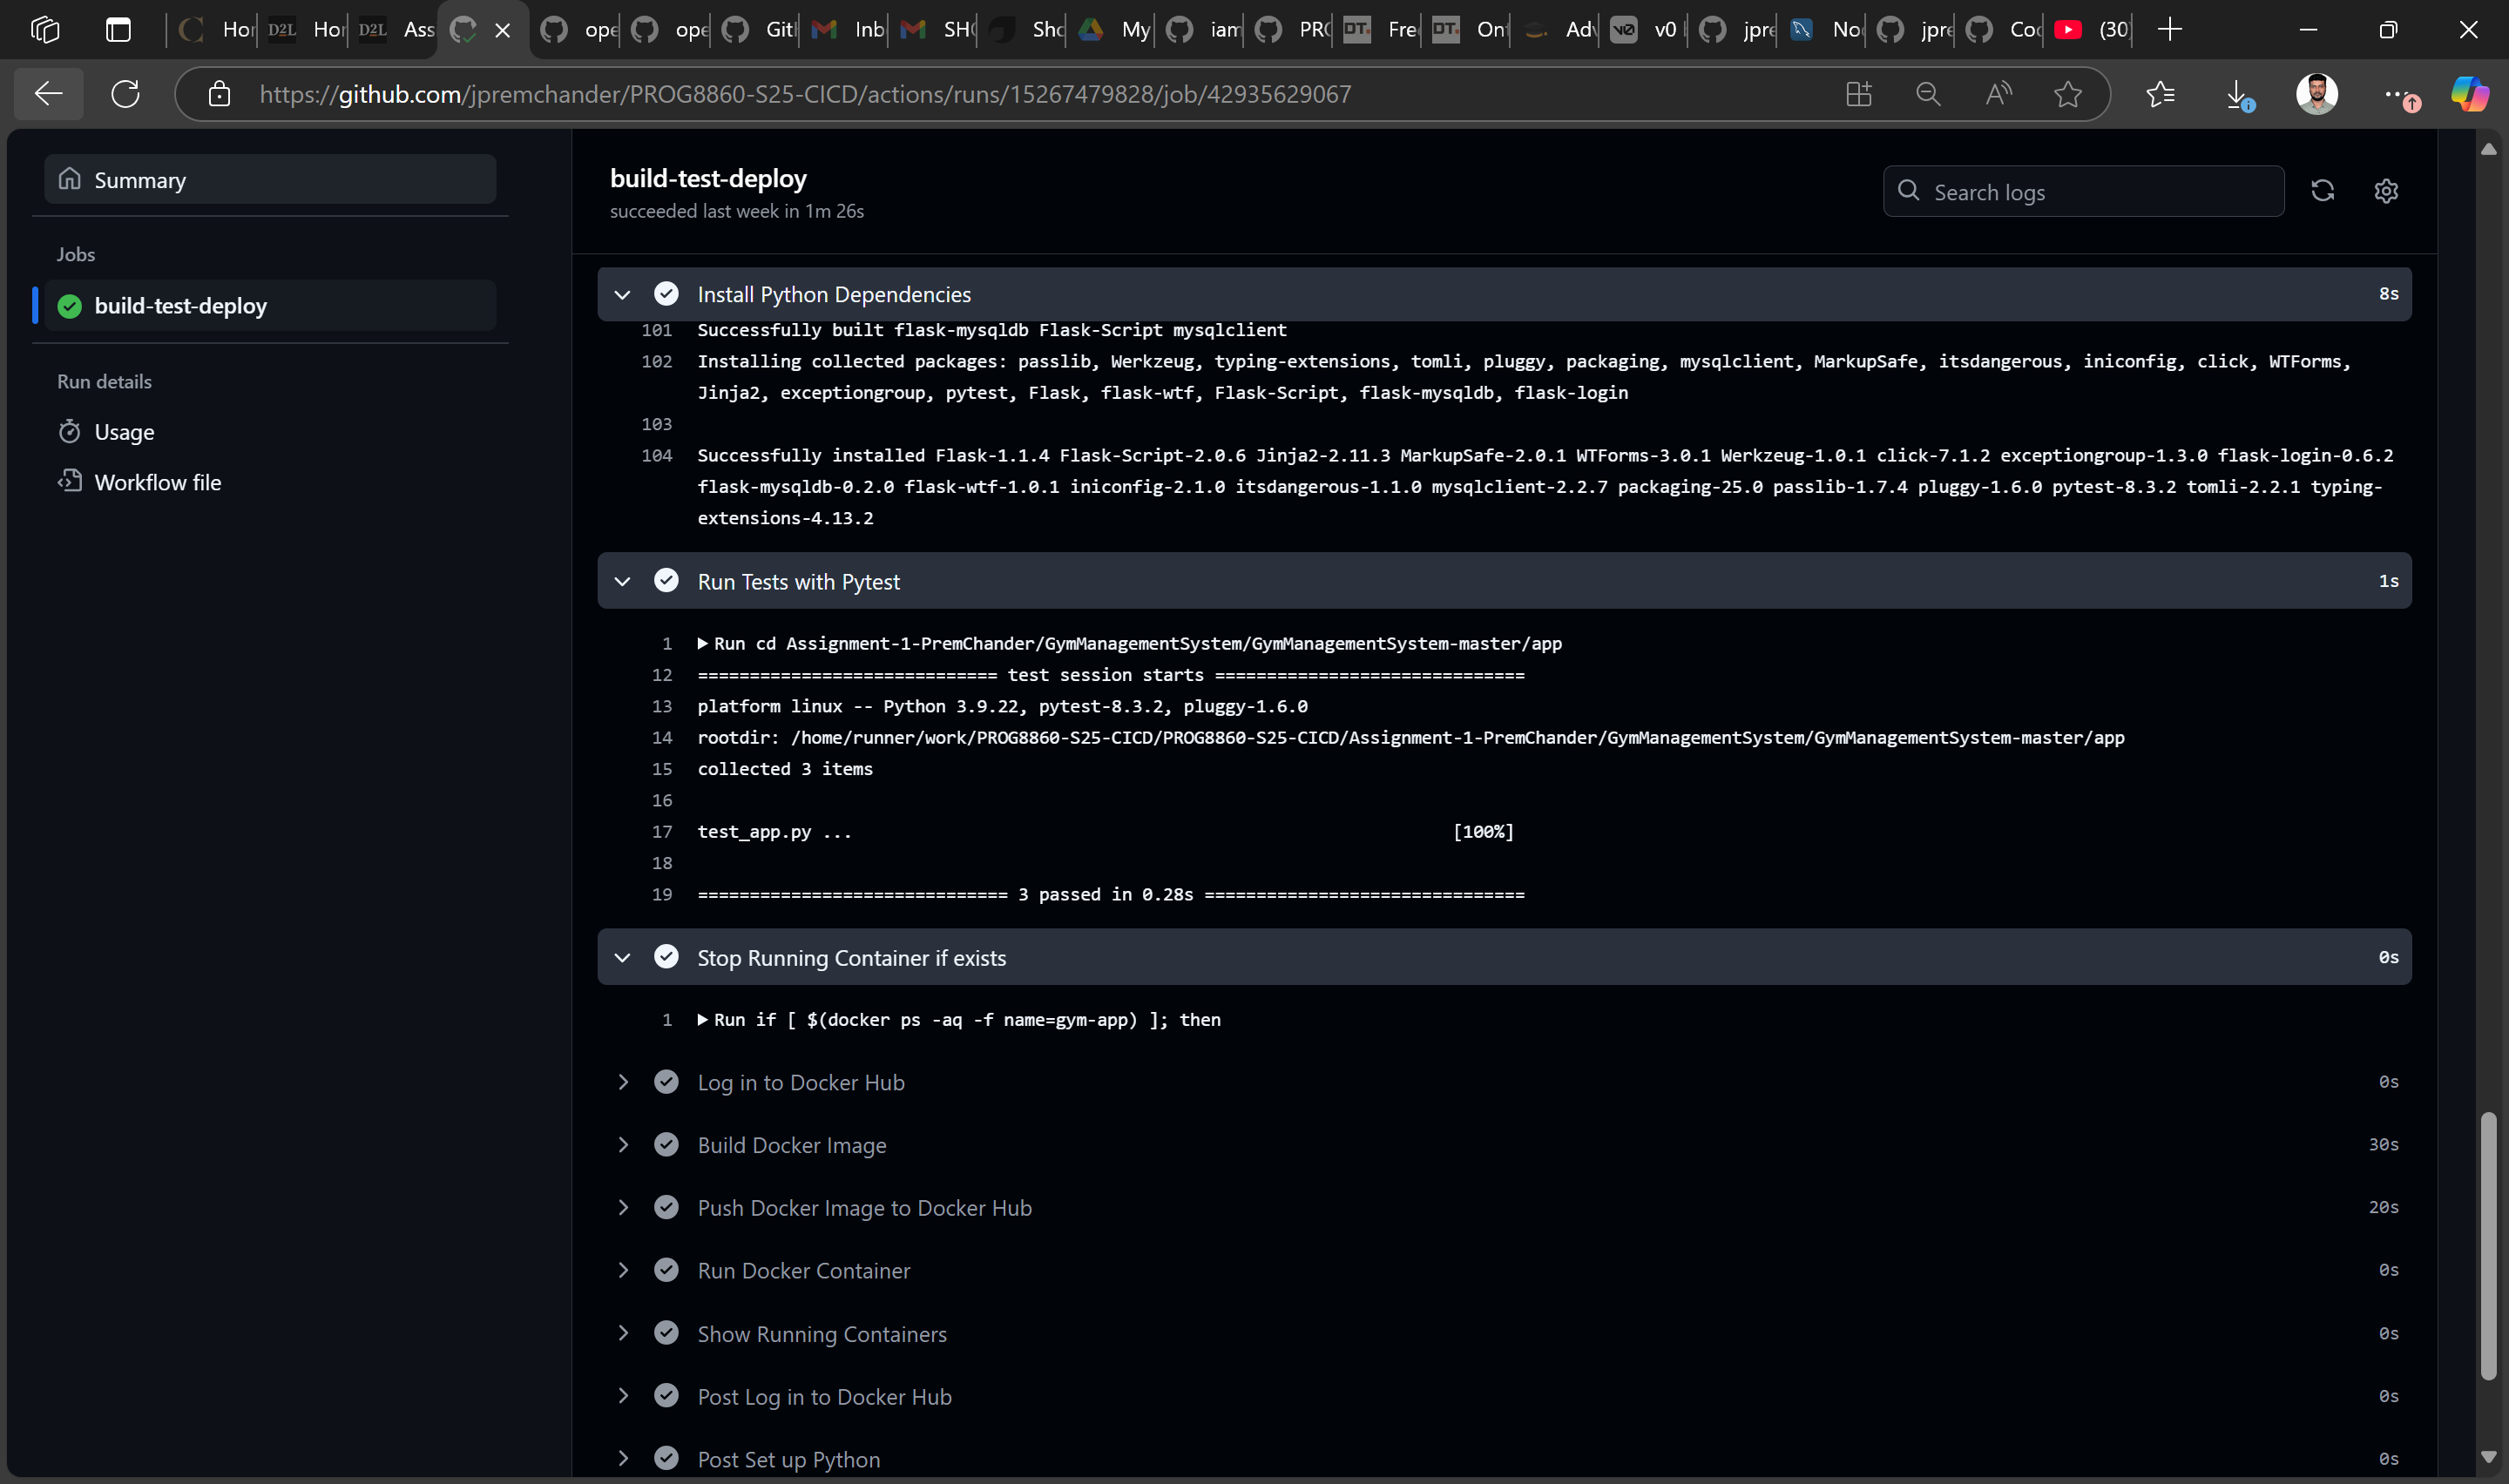 Hor
D2L Hor
D2L Ass
ope
ope
Gitl
Inb
SH
Sho
My
iam
PR
DT. Fre
DT. On
Ad
v0 v0
jpre
No
jpre
Co
(30)
https://github.com/jpremchander/PROG8860-S25-CICD/actions/runs/15267479828/job/42935629067
Summary
Jobs
build-test-deploy
Run details
Usage
Workflow file
build-test-deploy
succeeded last week in 1m 26s
Search logs
Install Python Dependencies 8s
101 Successfully built flask-mysqldb Flask-Script mysqlclient
102 Installing collected packages: passlib, Werkzeug, typing-extensions, tomli, pluggy, packaging, mysqlclient, MarkupSafe, itsdangerous, iniconfig, click, WTForms,
Jinja2, exceptiongroup, pytest, Flask, flask-wtf, Flask-Script, flask-mysqldb, flask-login
103
104 Successfully installed Flask-1.1.4 Flask-Script-2.0.6 Jinja2-2.11.3 MarkupSafe-2.0.1 WTForms-3.0.1 Werkzeug-1.0.1 click-7.1.2 exceptiongroup-1.3.0 flask-login-0.6.2
flask-mysqldb-0.2.0 flask-wtf-1.0.1 iniconfig-2.1.0 itsdangerous-1.1.0 mysqlclient-2.2.7 packaging-25.0 passlib-1.7.4 pluggy-1.6.0 pytest-8.3.2 tomli-2.2.1 typing-
extensions-4.13.2
Run Tests with Pytest 1s
1 ▶ Run cd Assignment-1-PremChander/GymManagementSystem/GymManagementSystem-master/app
12 ============================= test session starts ==============================
13 platform linux -- Python 3.9.22, pytest-8.3.2, pluggy-1.6.0
14 rootdir: /home/runner/work/PROG8860-S25-CICD/PROG8860-S25-CICD/Assignment-1-PremChander/GymManagementSystem/GymManagementSystem-master/app
15 collected 3 items
16
17 test_app.py ... [100%]
18
19 ============================== 3 passed in 0.28s ===============================
Stop Running Container if exists 0s
1 ▶ Run if [ $(docker ps -aq -f name=gym-app) ]; then
Log in to Docker Hub 0s
Build Docker Image 30s
Push Docker Image to Docker Hub 20s
Run Docker Container 0s
Show Running Containers 0s
Post Log in to Docker Hub 0s
Post Set up Python 0s